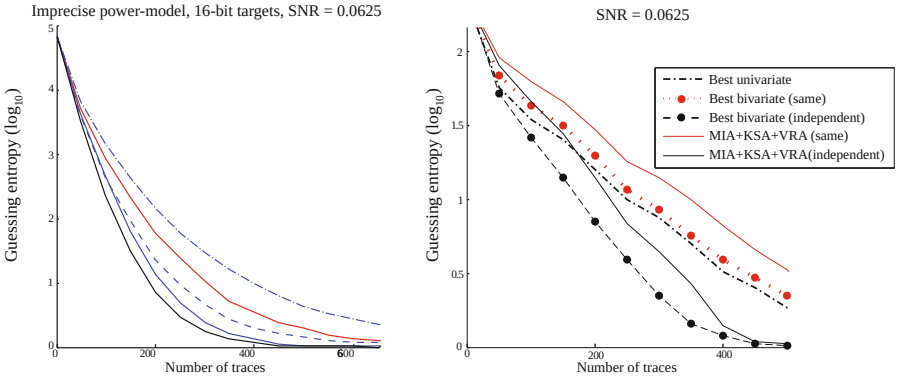 Imprecise power-model, 16-bit targets, SNR = 0.0625
Guessing entropy (log10)
5
4
3
2
1
0
0
200
400
600
Number of traces
SNR = 0.0625
Guessing entropy (log10)
2
1.5
1
0.5
0
0
200
400
Number of traces
Best univariate
Best bivariate (same)
Best bivariate (independent)
MIA+KSA+VRA (same)
MIA+KSA+VRA(independent)